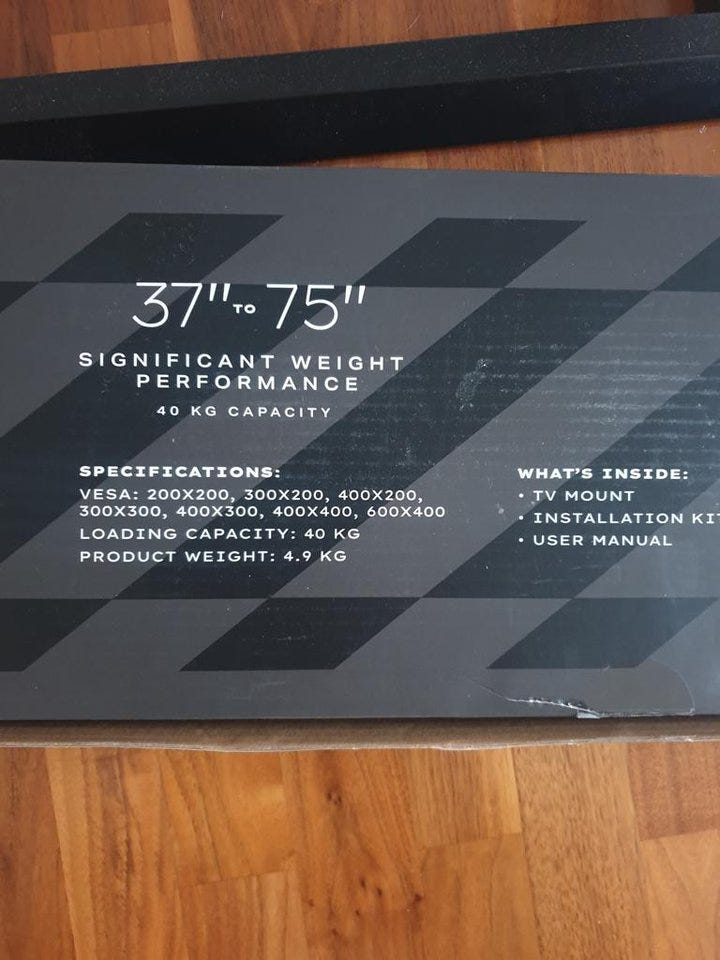 37" TO 75"
SIGNIFICANT WEIGHT
PERFORMANCE
40 KG CAPACITY
SPECIFICATIONS:
VESA: 200X200, 300X200, 400X200,
300X300, 400X300, 400X400, 600X400
LOADING CAPACITY: 40 KG
PRODUCT WEIGHT: 4.9 KG
WHAT'S INSIDE:
• TV MOUNT
• INSTALLATION KIT
• USER MANUAL